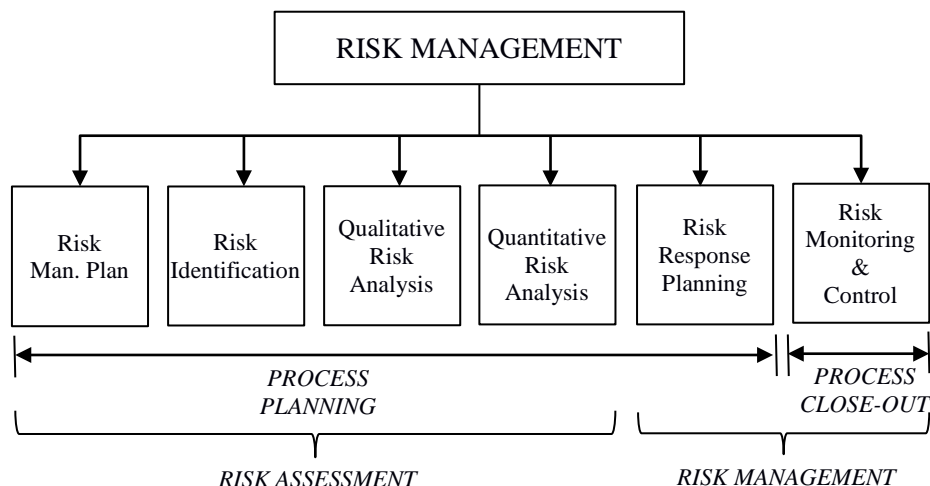 RISK MANAGEMENT
Risk
Man. Plan
Risk
Identification
Qualitative
Risk
Analysis
Quantitative
Risk
Analysis
Risk
Response
Planning
Risk
Monitoring
&
Control
PROCESS
PLANNING
PROCESS
CLOSE-OUT
RISK ASSESSMENT
RISK MANAGEMENT